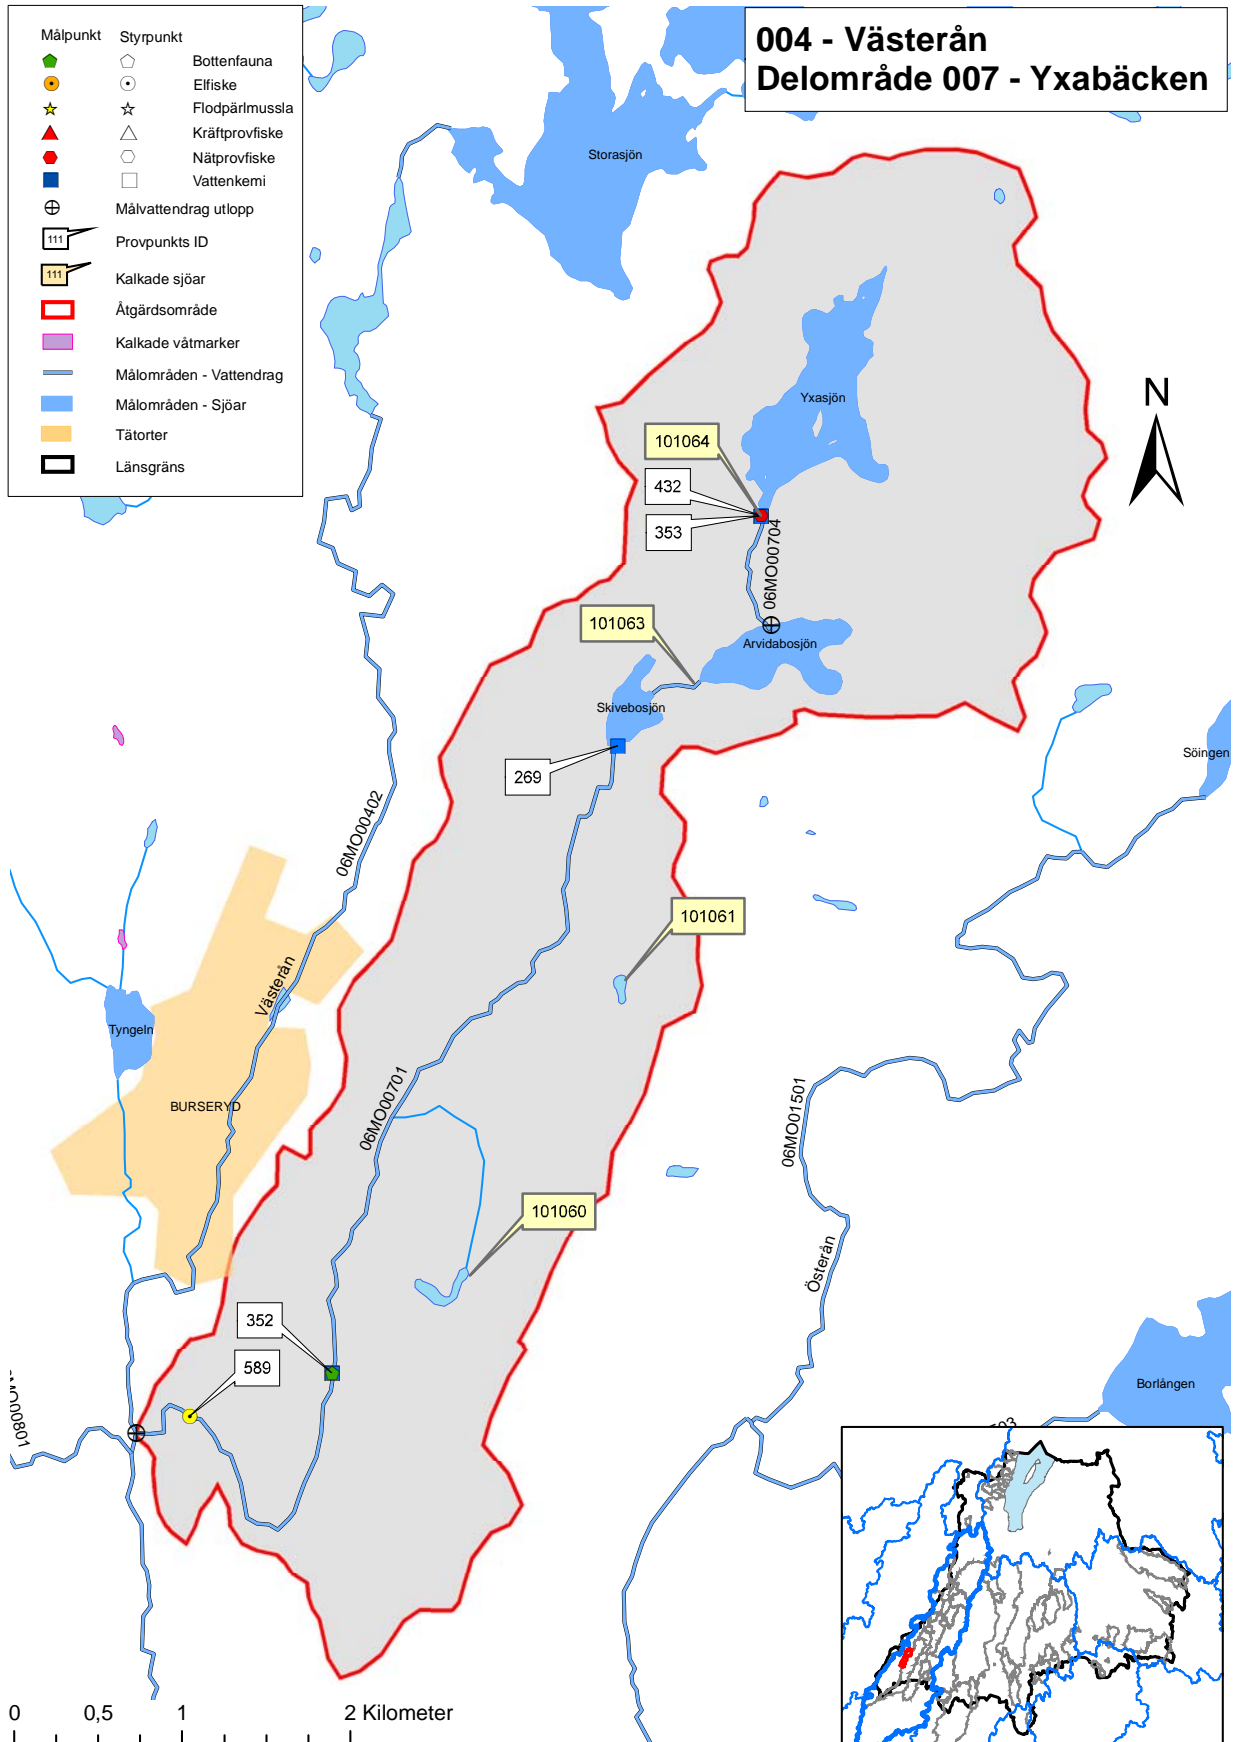 004 - Västerån
Delområde 007 - Yxabäcken
Målpunkt Styrpunkt
Bottenfauna
Elfiske
Flodpärlmussla
Kräftprovfiske
Nätprovfiske
Vattenkemi
Målvattendrag utlopp
111 Provpunkts ID
111 Kalkade sjöar
Åtgärdsområde
Kalkade våtmarker
Målområden - Vattendrag
Målområden - Sjöar
Tätorter
Länsgräns
Storasjön
Yxasjön
N
101064
432
353
06MO00704
101063
Arvidabosjön
Skivebosjön
269
Söingen
06MO00402
101061
Västerån
Tyngeln
BURSERYD
06MO00701
06MO01501
101060
Österån
352
589
Borlången
MO00801
0 0,5 1 2 Kilometer